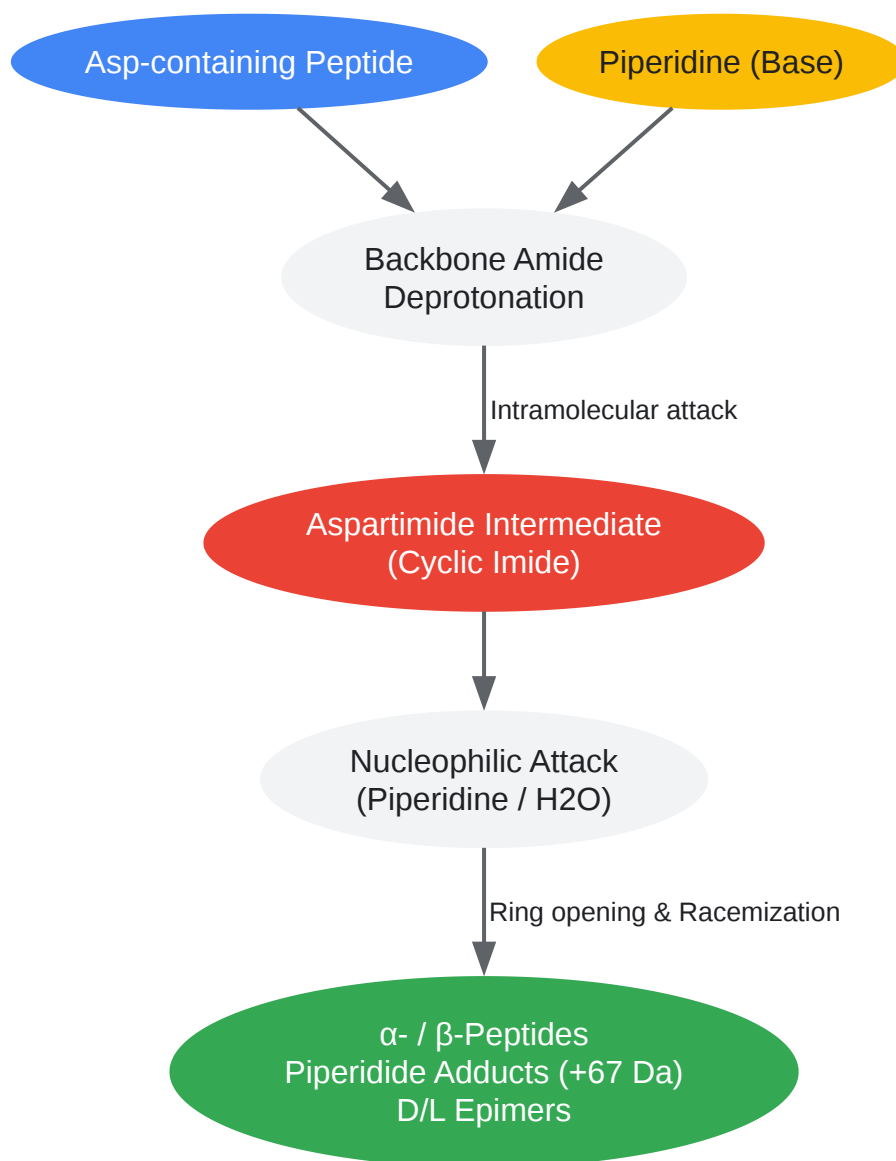 Asp-containing Peptide
Piperidine (Base)
Backbone Amide
Deprotonation
Intramolecular attack
Aspartimide Intermediate
(Cyclic Imide)
Nucleophilic Attack
(Piperidine / H2O)
Ring opening & Racemization
α- / β-Peptides
Piperidide Adducts (+67 Da)
D/L Epimers